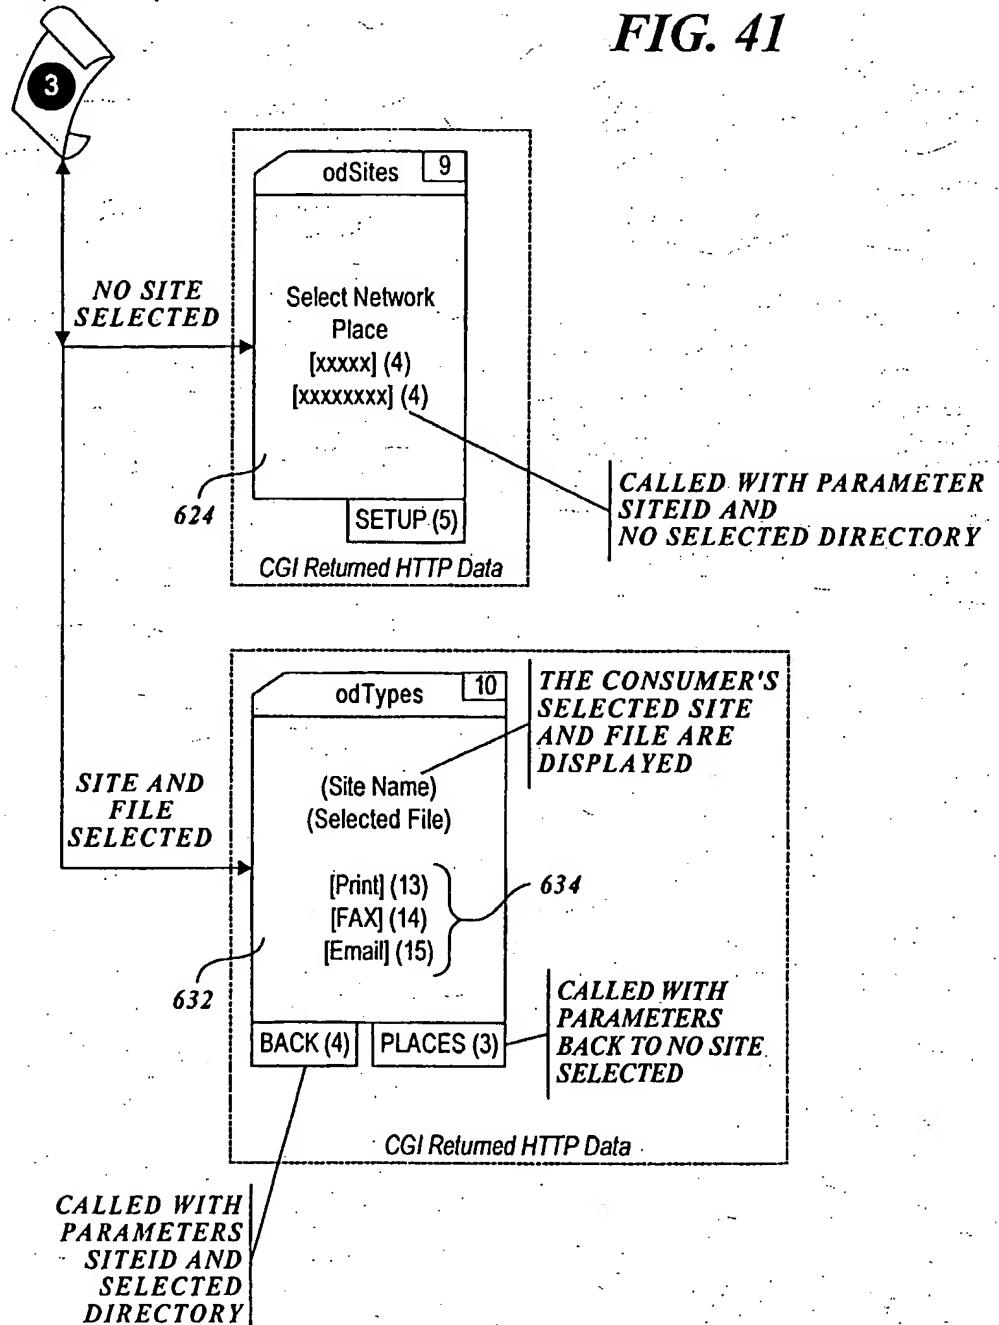 FIG. 41
3
odSites
9
NO SITE
SELECTED
Select Network
Place
[xxxxx] (4)
[xxxxxxxx] (4)
624
SETUP (5)
CALLED WITH PARAMETER
SITEID AND
NO SELECTED DIRECTORY
CGI Returned HTTP Data
odTypes
10
THE CONSUMER'S
SELECTED SITE
AND FILE ARE
DISPLAYED
SITE AND
FILE
SELECTED
(Site Name)
(Selected File)
[Print] (13)
[FAX] (14)
[Email] (15)
634
632
BACK (4)
PLACES (3)
CALLED WITH
PARAMETERS
BACK TO NO SITE
SELECTED
CGI Returned HTTP Data
CALLED WITH
PARAMETERS
SITEID AND
SELECTED
DIRECTORY